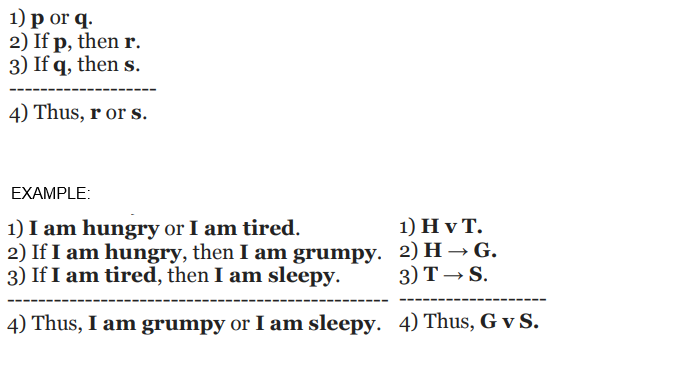 1) p or q.
2) If p, then r.
3) If q, then s.
-------------------
4) Thus, r or s.
EXAMPLE:
1) I am hungry or I am tired.
2) If I am hungry, then I am grumpy.
3) If I am tired, then I am sleepy.
-------------------------------------------------
4) Thus, I am grumpy or I am sleepy.
1) H v T.
2) H → G.
3) T → S.
-------------------
4) Thus, G v S.